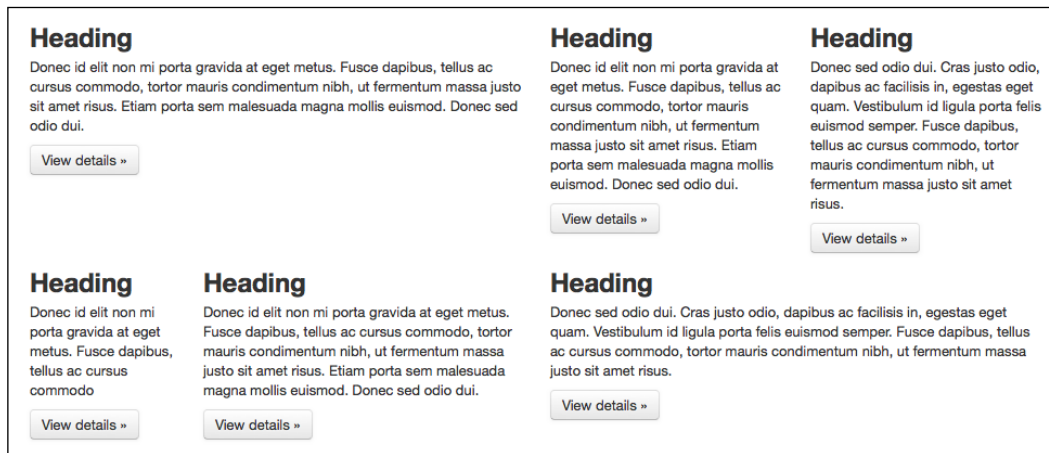 Heading
Donec id elit non mi porta gravida at eget metus. Fusce dapibus, tellus ac
cursus commodo, tortor mauris condimentum nibh, ut fermentum massa justo
sit amet risus. Etiam porta sem malesuada magna mollis euismod. Donec sed
odio dui.
View details »
Heading
Donec id elit non mi porta gravida at
eget metus. Fusce dapibus, tellus ac
cursus commodo, tortor mauris
condimentum nibh, ut fermentum
massa justo sit amet risus. Etiam
porta sem malesuada magna mollis
euismod. Donec sed odio dui.
View details »
Heading
Donec sed odio dui. Cras justo odio,
dapibus ac facilisis in, egestas eget
quam. Vestibulum id ligula porta felis
euismod semper. Fusce dapibus,
tellus ac cursus commodo, tortor
mauris condimentum nibh, ut
fermentum massa justo sit amet
risus.
View details »
Heading
Donec id elit non mi
porta gravida at eget
metus. Fusce dapibus,
tellus ac cursus
commodo
View details »
Heading
Donec id elit non mi porta gravida at eget metus.
Fusce dapibus, tellus ac cursus commodo, tortor
mauris condimentum nibh, ut fermentum massa
justo sit amet risus. Etiam porta sem malesuada
magna mollis euismod. Donec sed odio dui.
View details »
Heading
Donec sed odio dui. Cras justo odio, dapibus ac facilisis in, egestas eget
quam. Vestibulum id ligula porta felis euismod semper. Fusce dapibus, tellus
ac cursus commodo, tortor mauris condimentum nibh, ut fermentum massa
justo sit amet risus.
View details »